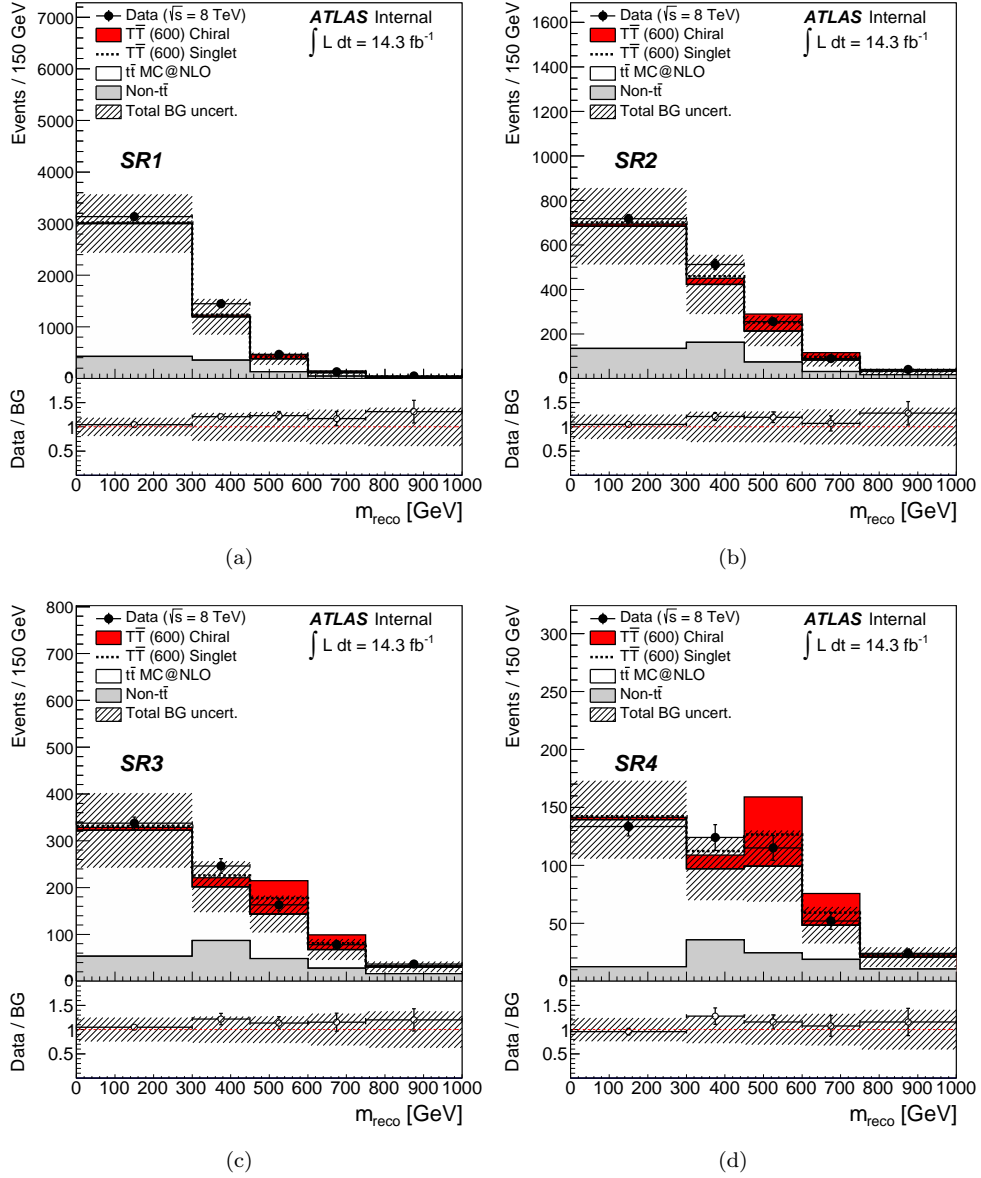 Events / 150 GeV
7000
6000
5000
4000
3000
2000
1000
0
Data (√s = 8 TeV)
TT̅ (600) Chiral
TT̅ (600) Singlet
tt̅ MC@NLO
Non-tt̅
Total BG uncert.
ATLAS Internal
∫ L dt = 14.3 fb⁻¹
SR1
Data / BG
1.5
1
0.5
0 100 200 300 400 500 600 700 800 900 1000
m_reco [GeV]
(a)
Events / 150 GeV
1600
1400
1200
1000
800
600
400
200
0
Data (√s = 8 TeV)
TT̅ (600) Chiral
TT̅ (600) Singlet
tt̅ MC@NLO
Non-tt̅
Total BG uncert.
ATLAS Internal
∫ L dt = 14.3 fb⁻¹
SR2
Data / BG
1.5
1
0.5
0 100 200 300 400 500 600 700 800 900 1000
m_reco [GeV]
(b)
Events / 150 GeV
800
700
600
500
400
300
200
100
0
Data (√s = 8 TeV)
TT̅ (600) Chiral
TT̅ (600) Singlet
tt̅ MC@NLO
Non-tt̅
Total BG uncert.
ATLAS Internal
∫ L dt = 14.3 fb⁻¹
SR3
Data / BG
1.5
1
0.5
0 100 200 300 400 500 600 700 800 900 1000
m_reco [GeV]
(c)
Events / 150 GeV
300
250
200
150
100
50
0
Data (√s = 8 TeV)
TT̅ (600) Chiral
TT̅ (600) Singlet
tt̅ MC@NLO
Non-tt̅
Total BG uncert.
ATLAS Internal
∫ L dt = 14.3 fb⁻¹
SR4
Data / BG
1.5
1
0.5
0 100 200 300 400 500 600 700 800 900 1000
m_reco [GeV]
(d)